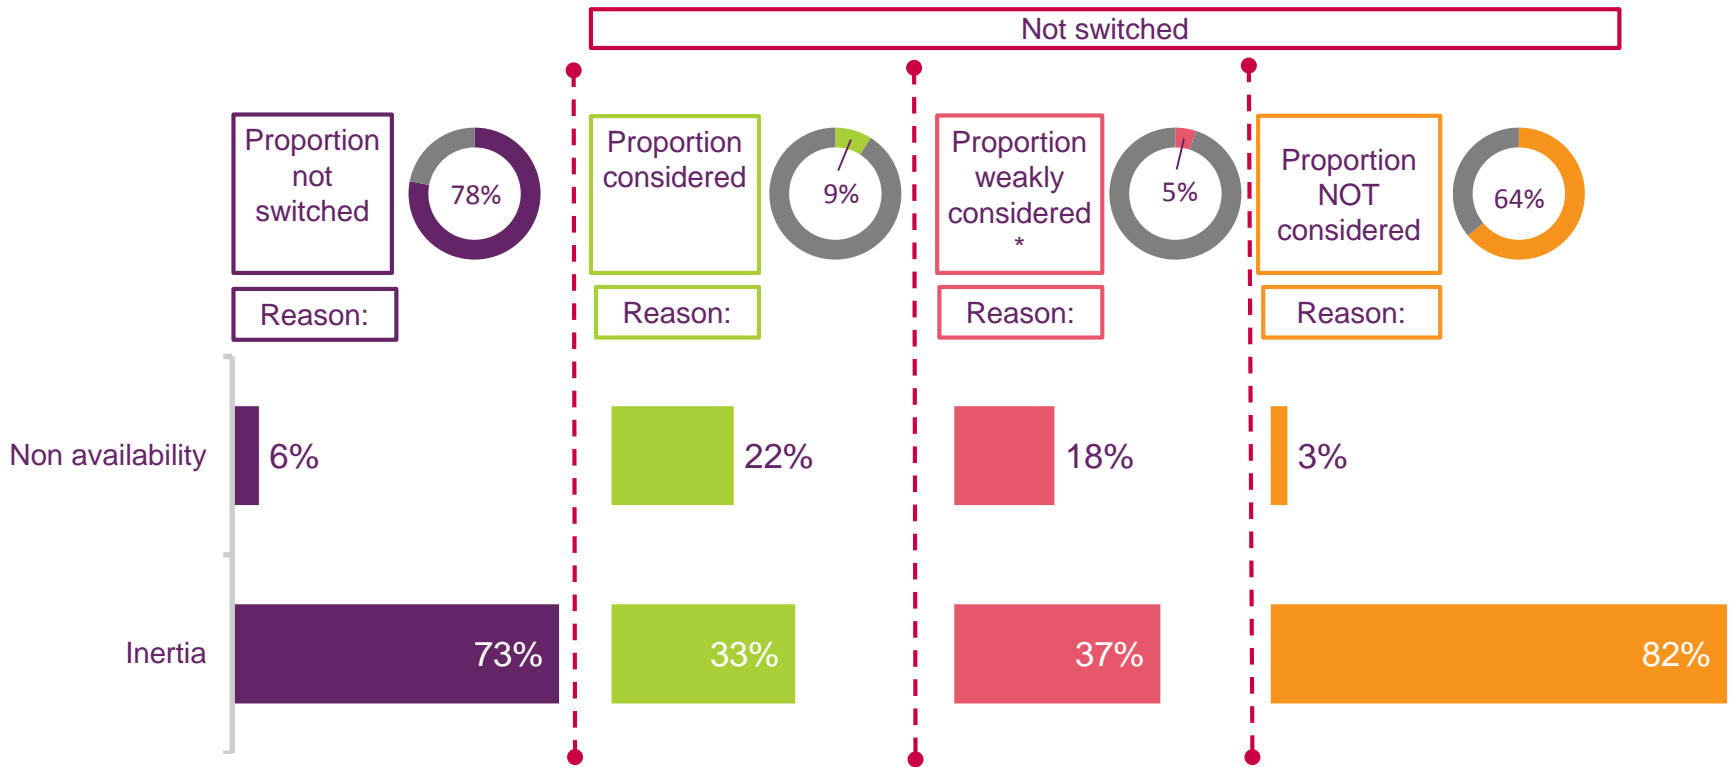 Not switched
Proportion
not
switched
78%
Proportion
considered
9%
Proportion
weakly
considered
*
5%
Proportion
NOT
considered
64%
Reason:
Reason:
Reason:
Reason:
Non availability
6%
22%
18%
3%
Inertia
73%
33%
37%
82%